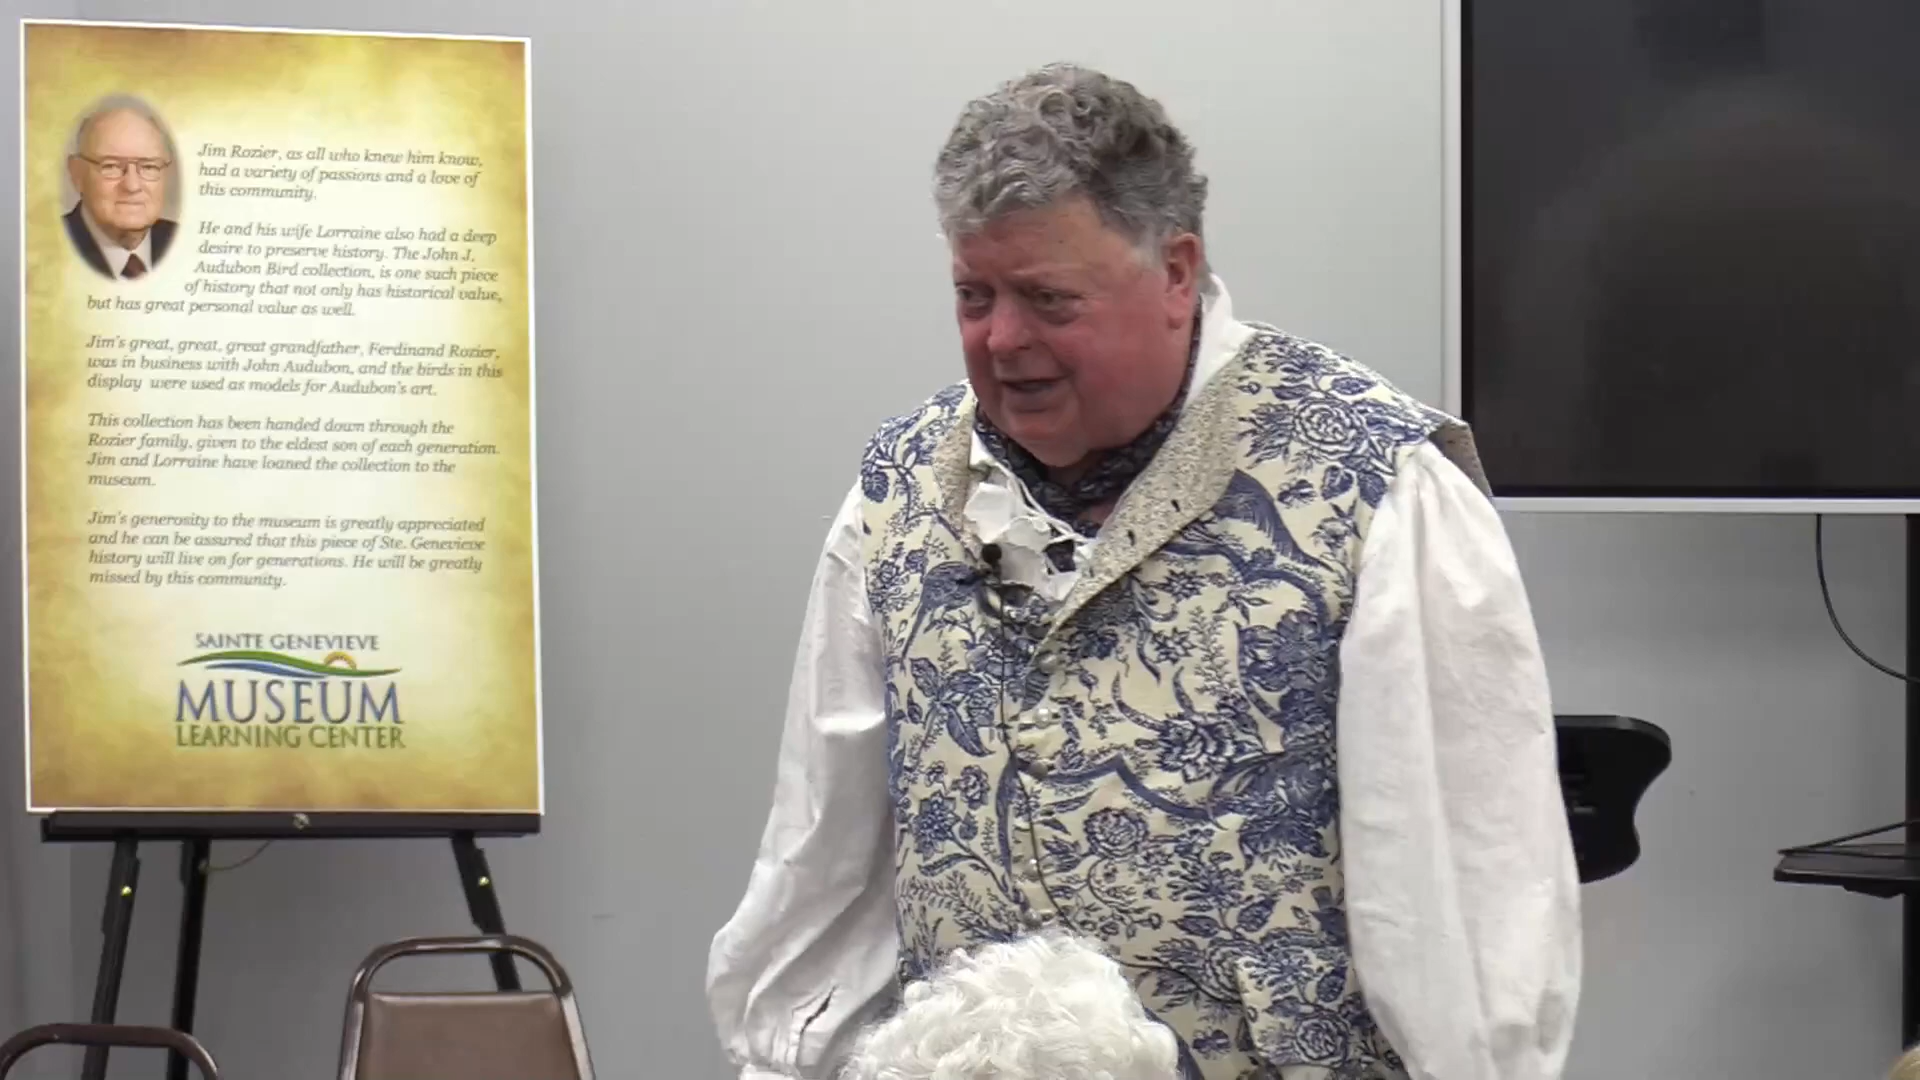 Jim Rozier, as all who knew him know,
had a variety of passions and a love of
this community.
He and his wife Lorraine also had a deep
desire to preserve history. The John J.
Audubon Bird collection, is one such piece
of history that not only has historical value,
but has great personal value as well.
Jim's great, great, great grandfather, Ferdinand Rozier,
was in business with John Audubon, and the birds in this
display were used as models for Audubon's art.
This collection has been handed down through the
Rozier family, given to the eldest son of each generation.
Jim and Lorraine have loaned the collection to the
museum.
Jim's generosity to the museum is greatly appreciated
and he can be assured that this piece of Ste. Genevieve
history will live on for generations. He will be greatly
missed by this community.
SAINTE GENEVIEVE
MUSEUM
LEARNING CENTER